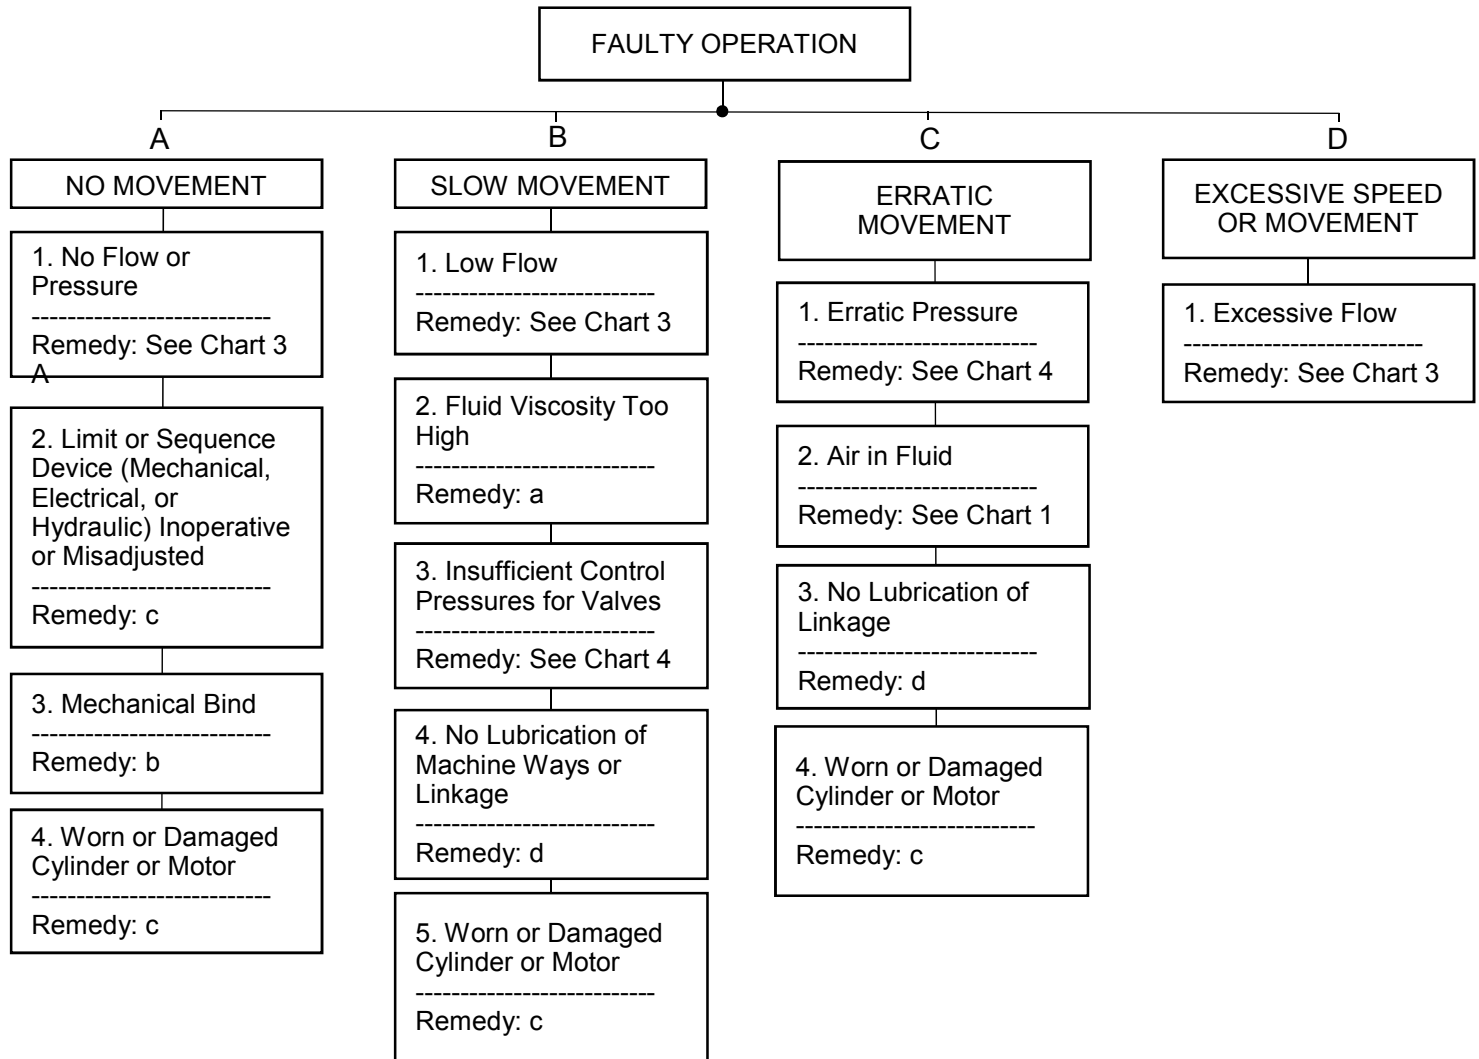 FAULTY OPERATION
A
NO MOVEMENT
1. No Flow or
Pressure
---------------------------
Remedy: See Chart 3
A
2. Limit or Sequence
Device (Mechanical,
Electrical, or
Hydraulic) Inoperative
or Misadjusted
---------------------------
Remedy: c
3. Mechanical Bind
---------------------------
Remedy: b
4. Worn or Damaged
Cylinder or Motor
---------------------------
Remedy: c
B
SLOW MOVEMENT
1. Low Flow
---------------------------
Remedy: See Chart 3
2. Fluid Viscosity Too
High
---------------------------
Remedy: a
3. Insufficient Control
Pressures for Valves
---------------------------
Remedy: See Chart 4
4. No Lubrication of
Machine Ways or
Linkage
---------------------------
Remedy: d
5. Worn or Damaged
Cylinder or Motor
---------------------------
Remedy: c
C
ERRATIC
MOVEMENT
1. Erratic Pressure
---------------------------
Remedy: See Chart 4
2. Air in Fluid
---------------------------
Remedy: See Chart 1
3. No Lubrication of
Linkage
---------------------------
Remedy: d
4. Worn or Damaged
Cylinder or Motor
---------------------------
Remedy: c
D
EXCESSIVE SPEED
OR MOVEMENT
1. Excessive Flow
---------------------------
Remedy: See Chart 3